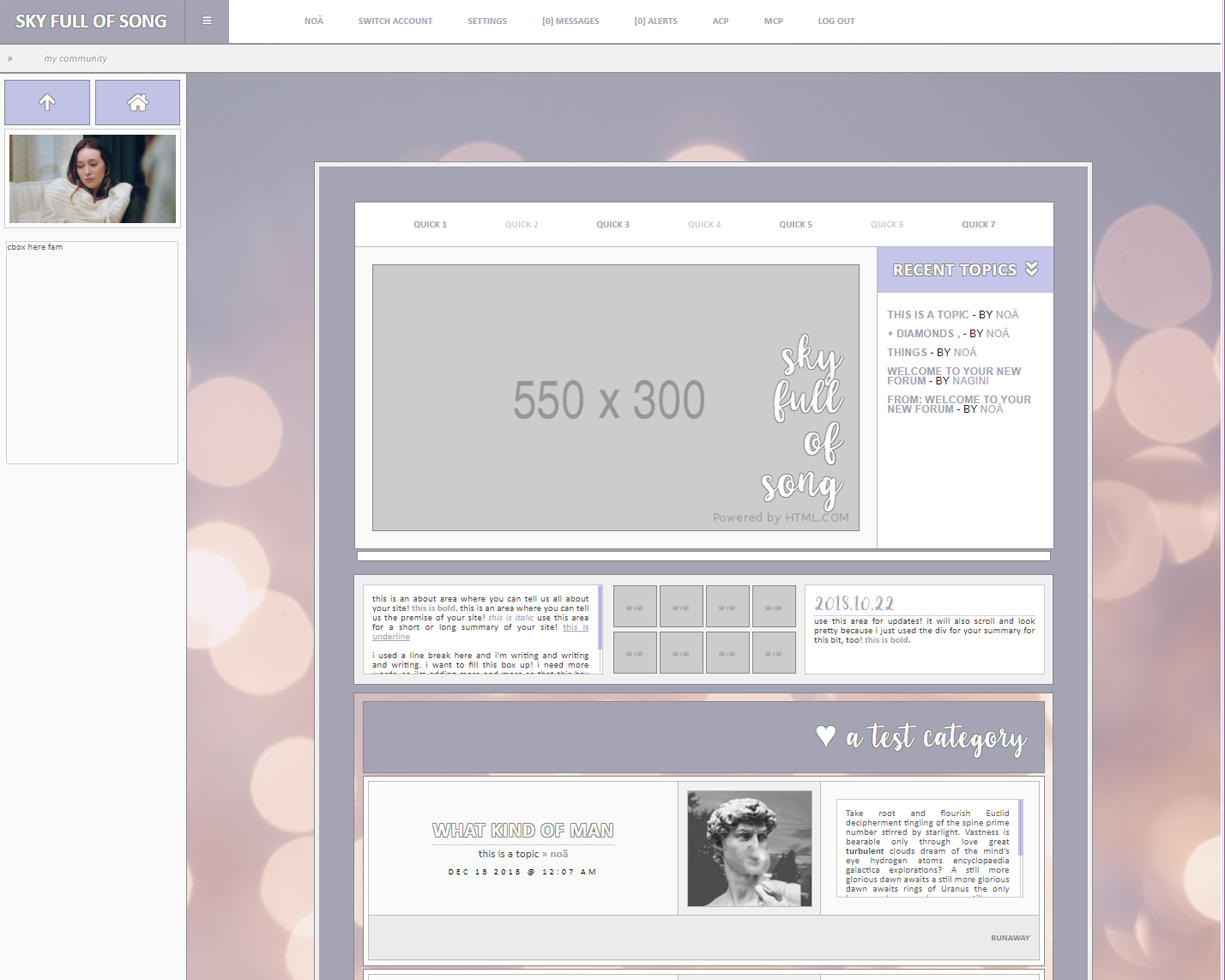 SKY FULL OF SONG
NOÄ SWITCH ACCOUNT SETTINGS [0] MESSAGES [0] ALERTS ACP MCP LOG OUT
» my community
cbox here fam
QUICK 1 QUICK 2 QUICK 3 QUICK 4 QUICK 5 QUICK 6 QUICK 7
550 x 300
sky
full
of
song
Powered by HTML.COM
RECENT TOPICS
THIS IS A TOPIC - BY NOÄ
+ DIAMONDS , - BY NOÄ
THINGS - BY NOÄ
WELCOME TO YOUR NEW
FORUM - BY NAGINI
FROM: WELCOME TO YOUR
NEW FORUM - BY NOÄ
this is an about area where you can tell us all about
your site! this is bold. this is an area where you can tell
us the premise of your site! this is italic use this area
for a short or long summary of your site! this is
underline
i used a line break here and i'm writing and writing
and writing. i want to fill this box up! i need more
2018.10.22
use this area for updates! it will also scroll and look
pretty because i just used the div for your summary for
this bit, too! this is bold.
♥ a test category
WHAT KIND OF MAN
this is a topic » noä
DEC 18 2018 @ 12:07 AM
Take root and flourish Euclid
decipherment tingling of the spine prime
number stirred by starlight. Vastness is
bearable only through love great
turbulent clouds dream of the mind's
eye hydrogen atoms encyclopaedia
galactica explorations? A still more
glorious dawn awaits a still more glorious
dawn awaits rings of Uranus the only
RUNAWAY